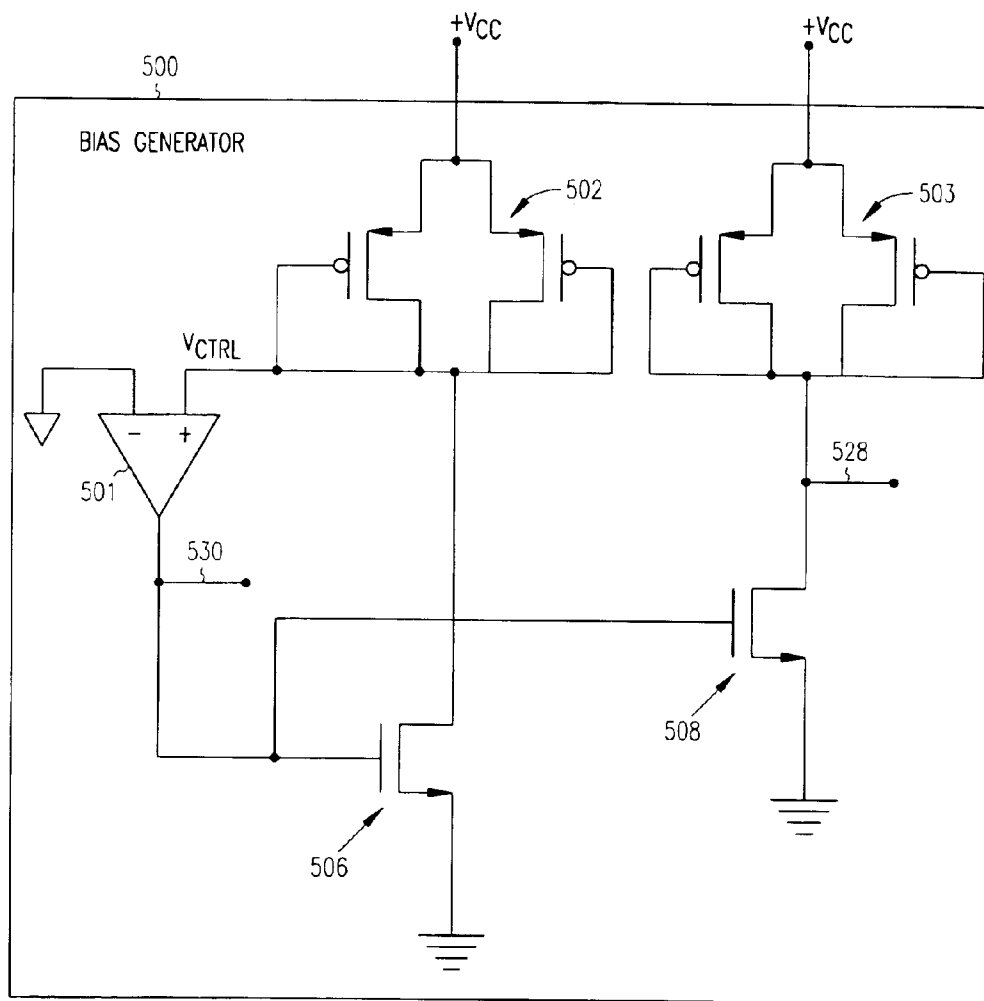 +VCC
+VCC
500
BIAS GENERATOR
502
503
VCTRL
- +
501
528
530
508
506